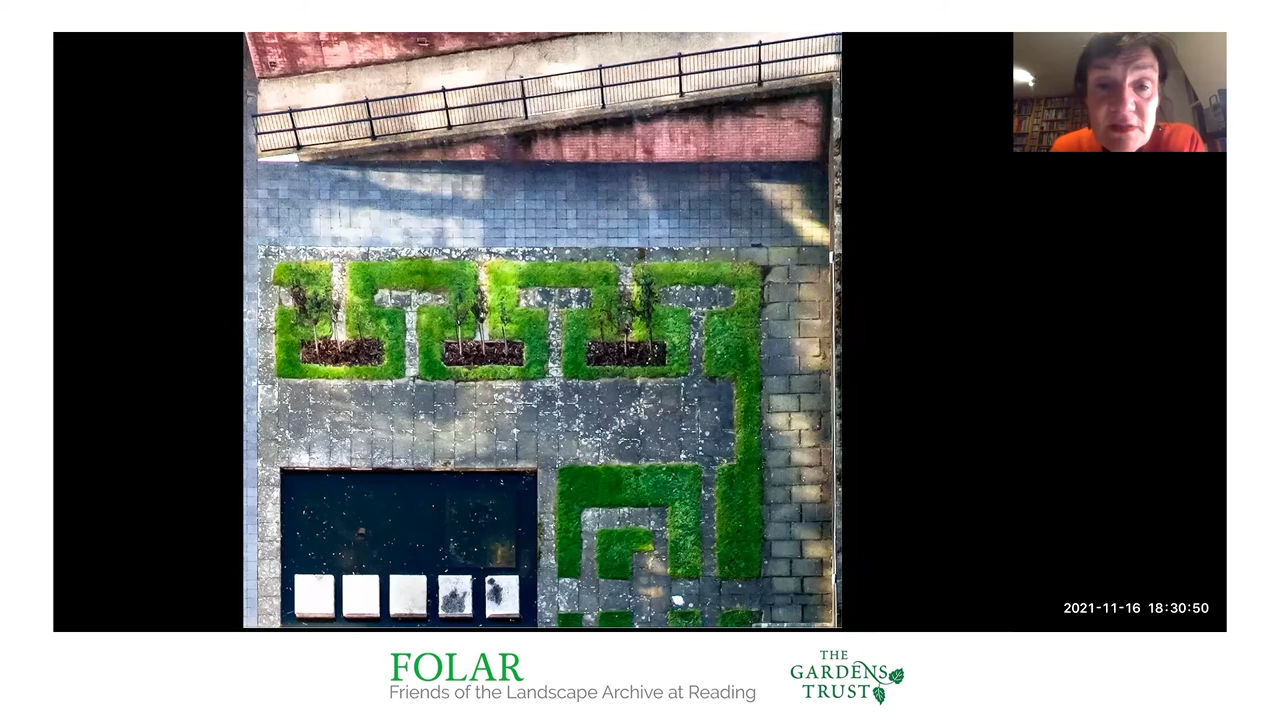 2021-11-16 18:30:50
FOLAR
Friends of the Landscape Archive at Reading
THE
GARDENS
TRUST